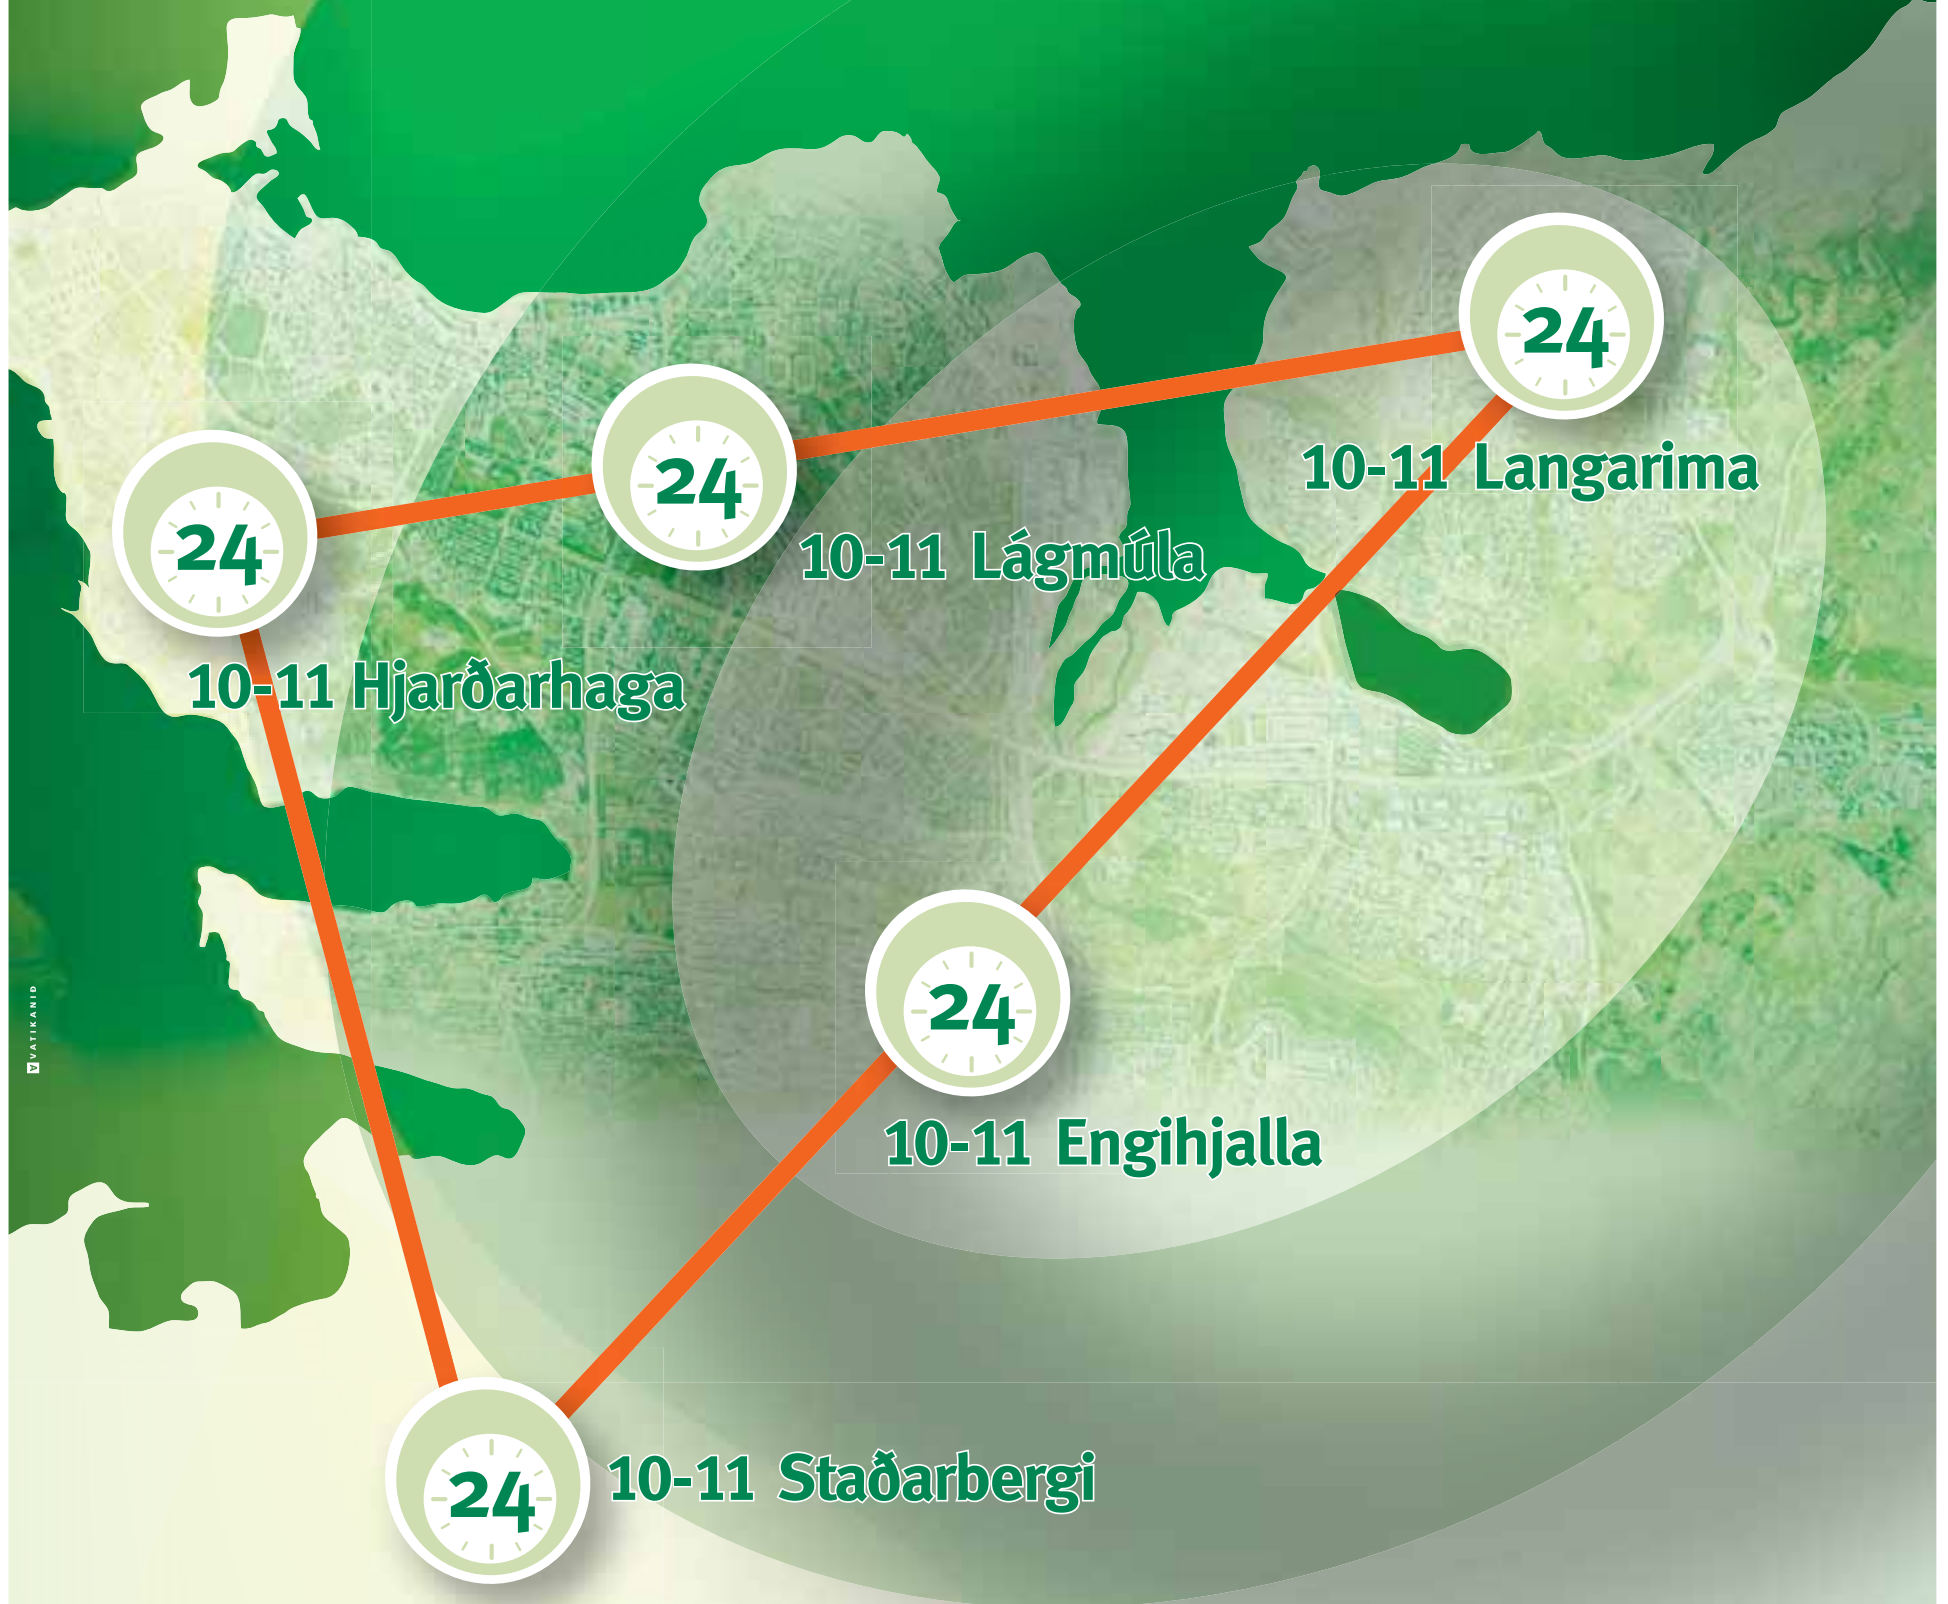 24
10-11 Langarima
24
10-11 Lágmúla
24
10-11 Hjarðarhaga
24
10-11 Engihjalla
24
10-11 Staðarbergi
VATIKANIÐ